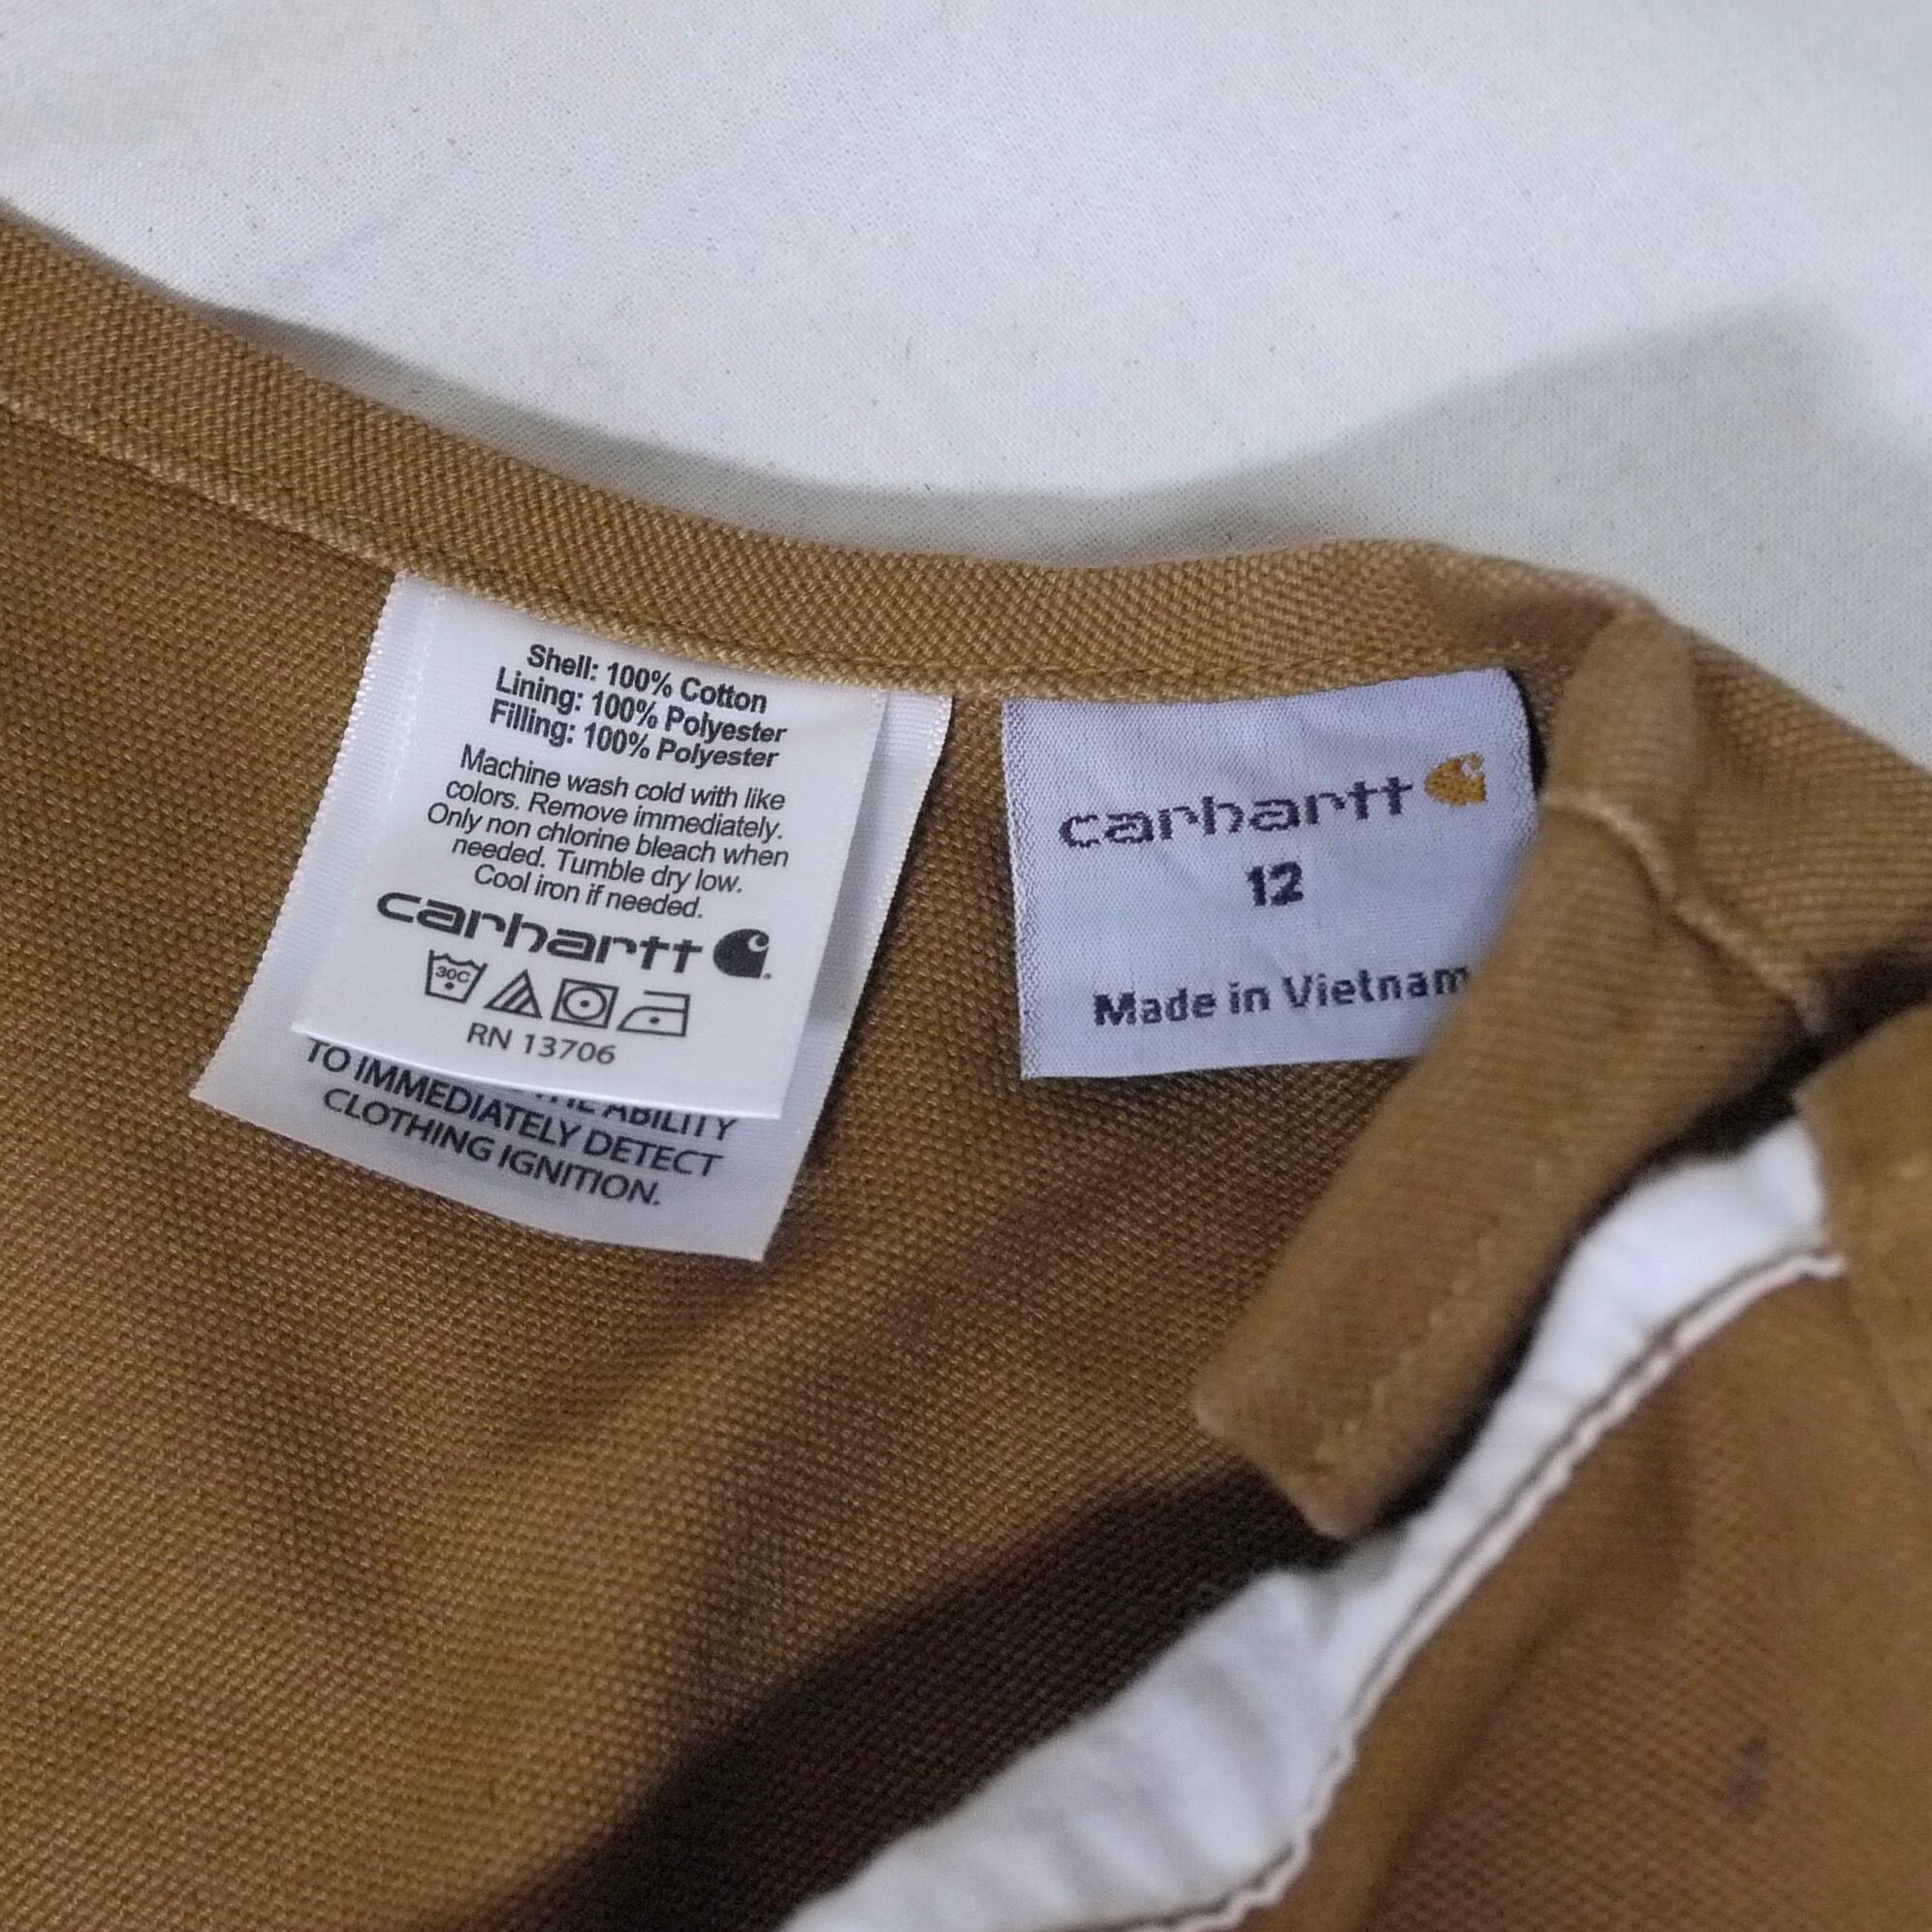 Shell: 100% Cotton
Lining: 100% Polyester
Filling: 100% Polyester
Machine wash cold with like
colors. Remove immediately.
Only non chlorine bleach when
needed. Tumble dry low.
Cool iron if needed.
carhartt
30C
RN 13706
THE ABILITY
TO IMMEDIATELY DETECT
CLOTHING IGNITION.
carhartt
12
Made in Vietnam